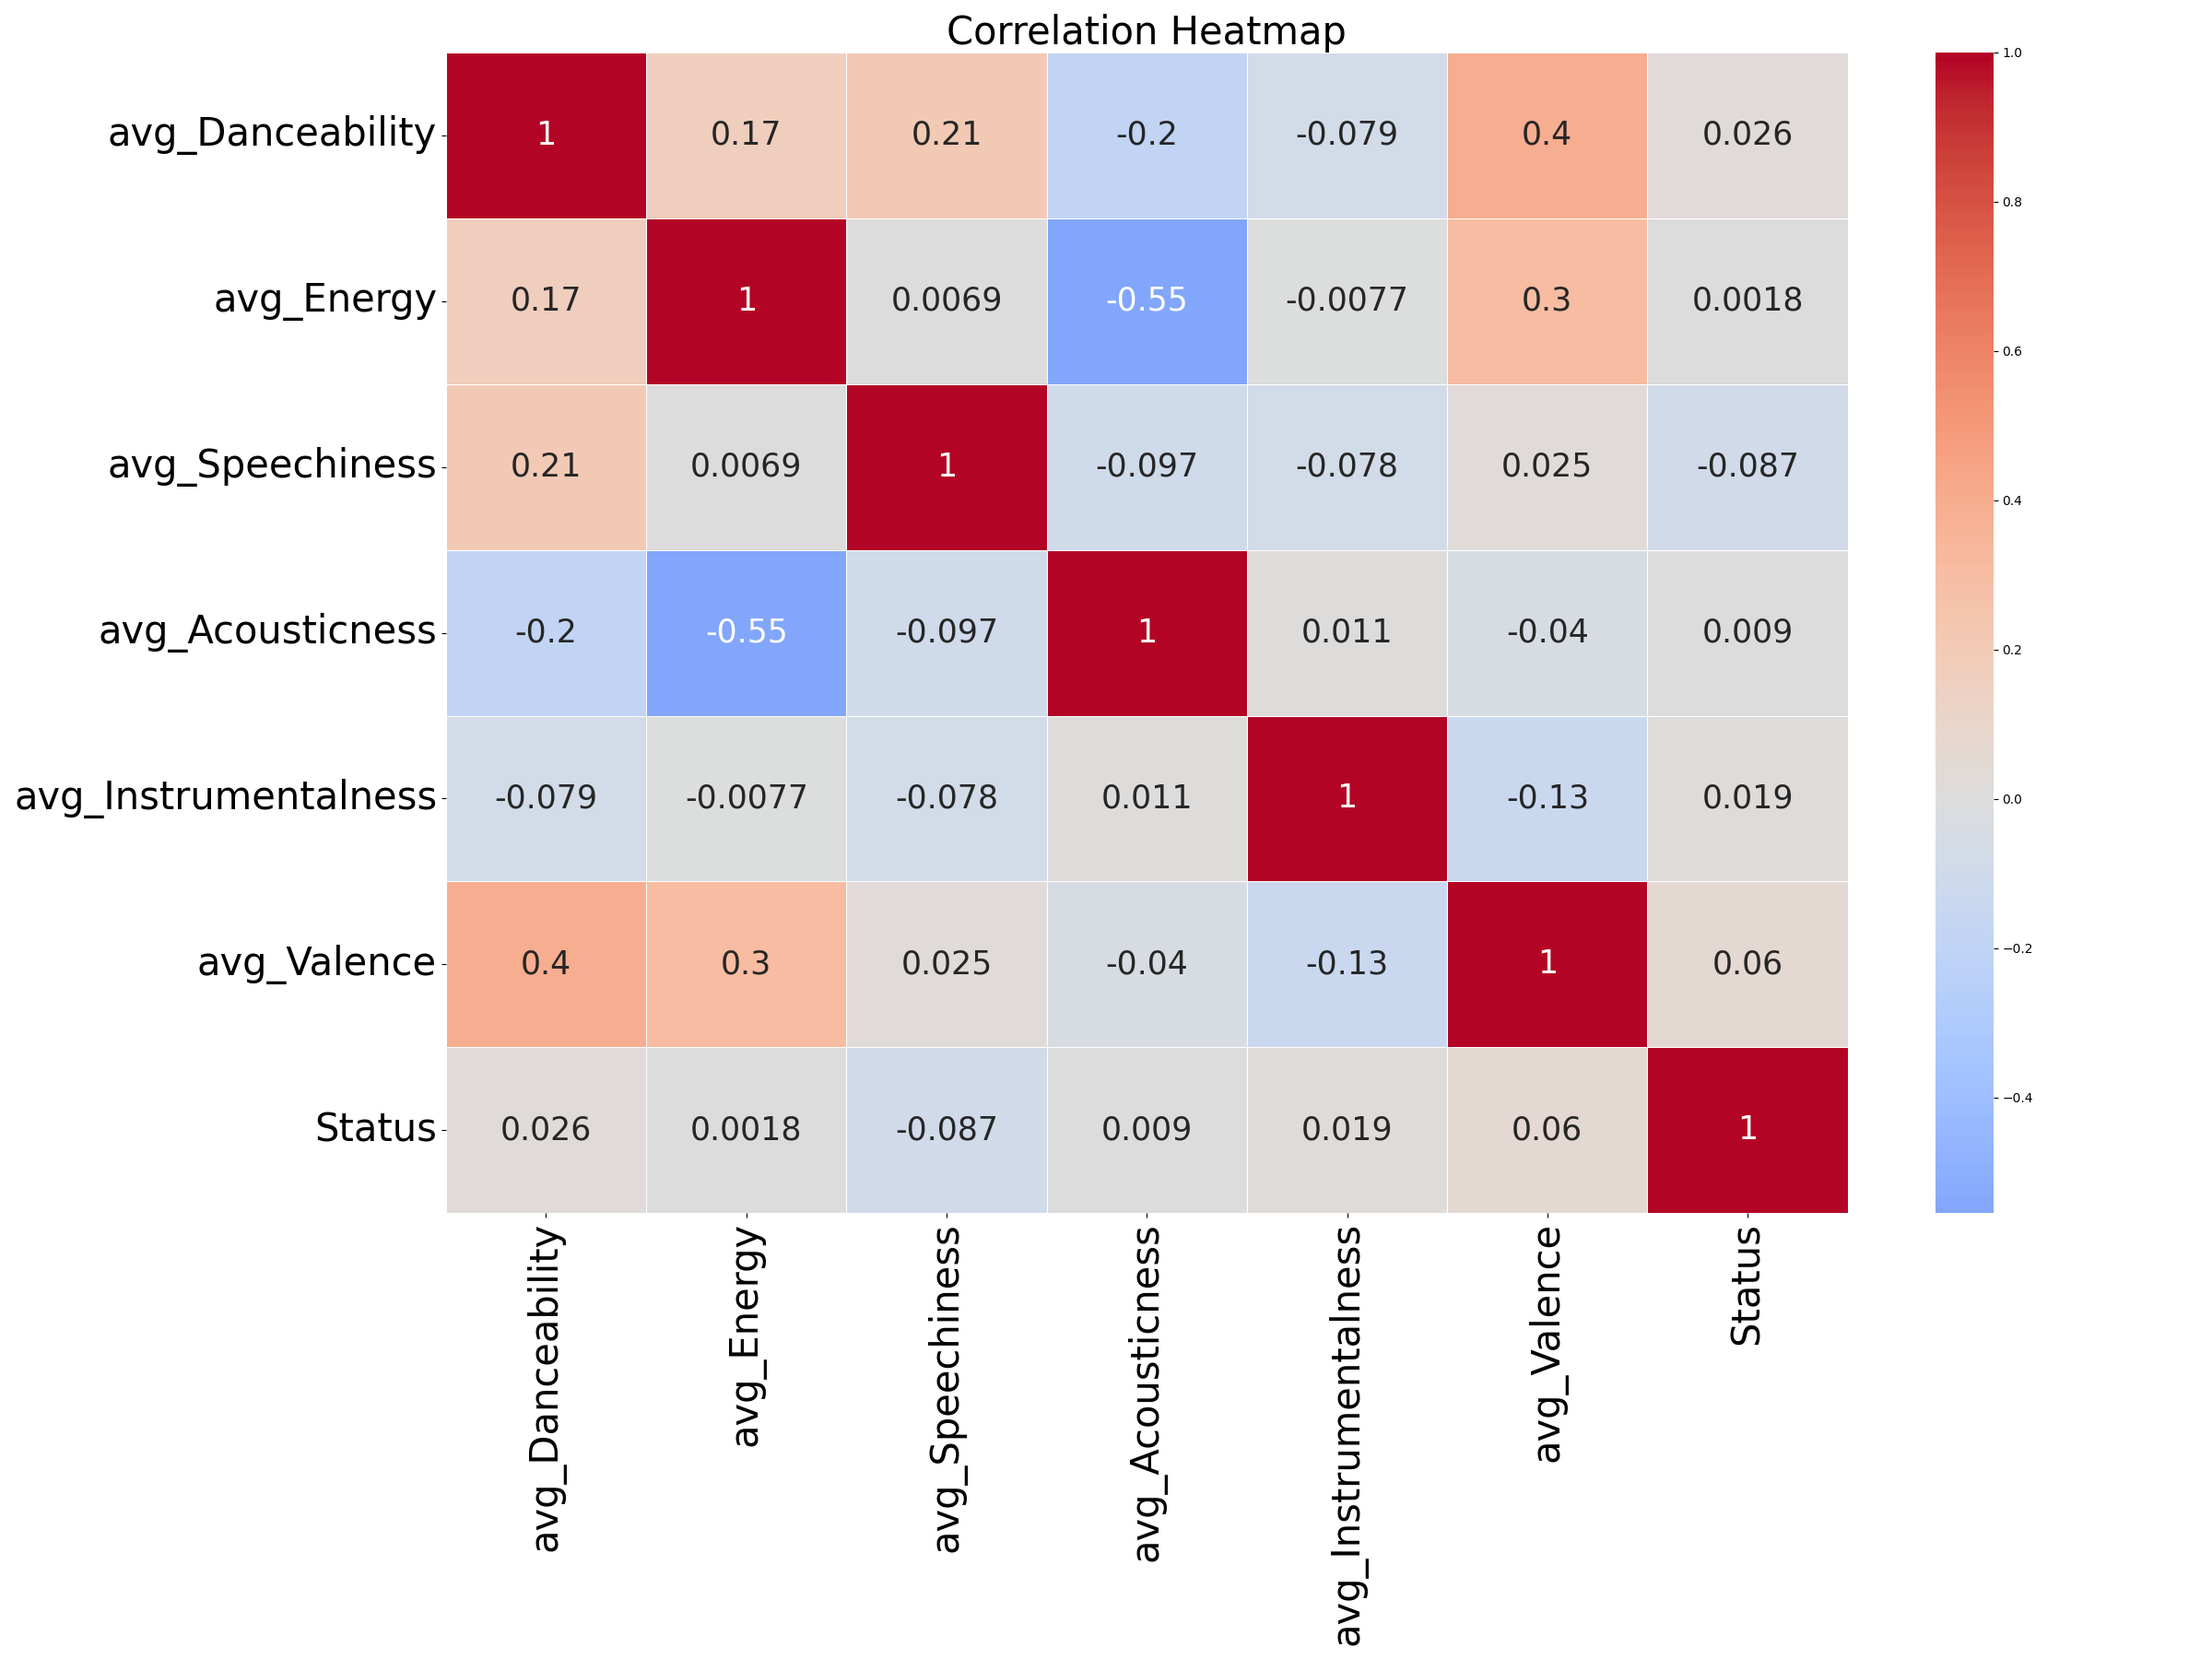 Correlation Heatmap
avg_Danceability 1 0.17 0.21 -0.2 -0.079 0.4 0.026
avg_Energy 0.17 1 0.0069 -0.55 -0.0077 0.3 0.0018
avg_Speechiness 0.21 0.0069 1 -0.097 -0.078 0.025 -0.087
avg_Acousticness -0.2 -0.55 -0.097 1 0.011 -0.04 0.009
avg_Instrumentalness -0.079 -0.0077 -0.078 0.011 1 -0.13 0.019
avg_Valence 0.4 0.3 0.025 -0.04 -0.13 1 0.06
Status 0.026 0.0018 -0.087 0.009 0.019 0.06 1
avg_Danceability
avg_Energy
avg_Speechiness
avg_Acousticness
avg_Instrumentalness
avg_Valence
Status
1.0
0.8
0.6
0.4
0.2
0.0
−0.2
−0.4